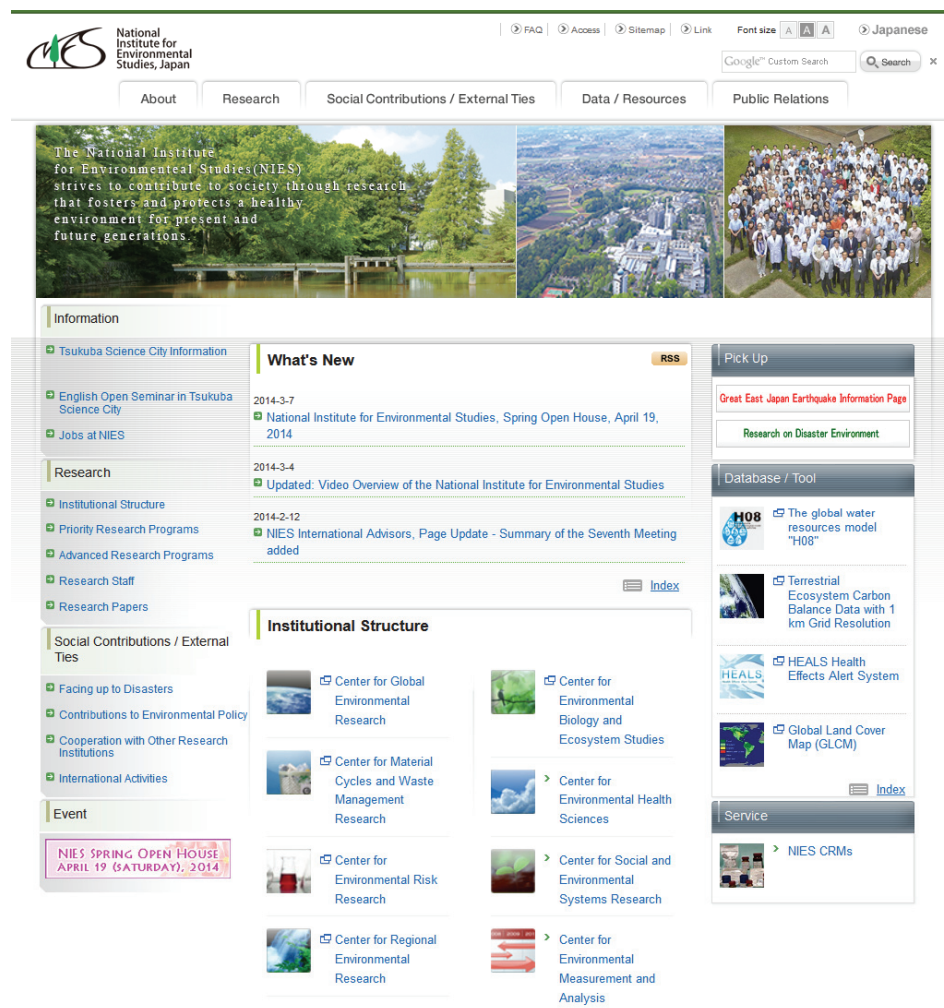 National
Institute for
Environmental
Studies, Japan
NIES
FAQ
Access
Sitemap
Link
Font size A A A
Japanese
Google™ Custom Search
Search
×
About
Research
Social Contributions / External Ties
Data / Resources
Public Relations
The National Institute
for Environmenteal Studies(NIES)
strives to contribute to society through research
that fosters and protects a healthy
environment for present and
future generations.
Information
Tsukuba Science City Information
English Open Seminar in Tsukuba
Science City
Jobs at NIES
Research
Institutional Structure
Priority Research Programs
Advanced Research Programs
Research Staff
Research Papers
Social Contributions / External
Ties
Facing up to Disasters
Contributions to Environmental Policy
Cooperation with Other Research
Institutions
International Activities
Event
NIES Spring Open House
April 19 (Saturday), 2014
What's New
RSS
2014-3-7
National Institute for Environmental Studies, Spring Open House, April 19,
2014
2014-3-4
Updated: Video Overview of the National Institute for Environmental Studies
2014-2-12
NIES International Advisors, Page Update - Summary of the Seventh Meeting
added
Index
Institutional Structure
Center for Global
Environmental
Research
Center for
Environmental
Biology and
Ecosystem Studies
Center for Material
Cycles and Waste
Management
Research
Center for
Environmental Health
Sciences
Center for
Environmental Risk
Research
Center for Social and
Environmental
Systems Research
Center for Regional
Environmental
Research
Center for
Environmental
Measurement and
Analysis
Pick Up
Great East Japan Earthquake Information Page
Research on Disaster Environment
Database / Tool
H08
The global water
resources model
"H08"
Terrestrial
Ecosystem Carbon
Balance Data with 1
km Grid Resolution
HEALS
HEALS Health
Effects Alert System
Global Land Cover
Map (GLCM)
Index
Service
NIES CRMs